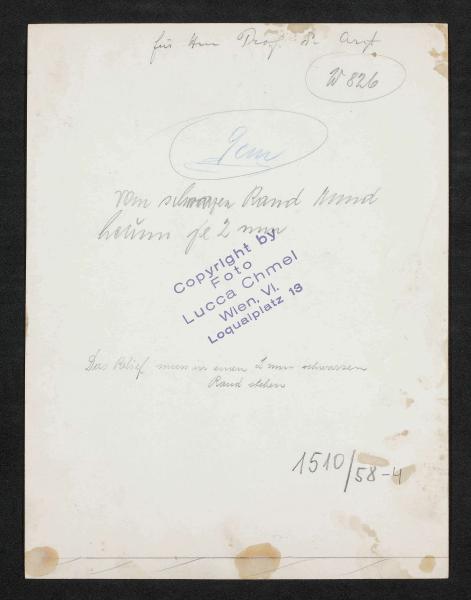 für Herrn Prof. Dr.
W 826
vom schwarzen Rand rund
herum je 2 mm
Copyright by
Foto
Lucca Chmel
Wien, VI.
Loquaiplatz 13
Das Relief muss in einem 2 mm schwarzen
Rand stehen
1510/58-4